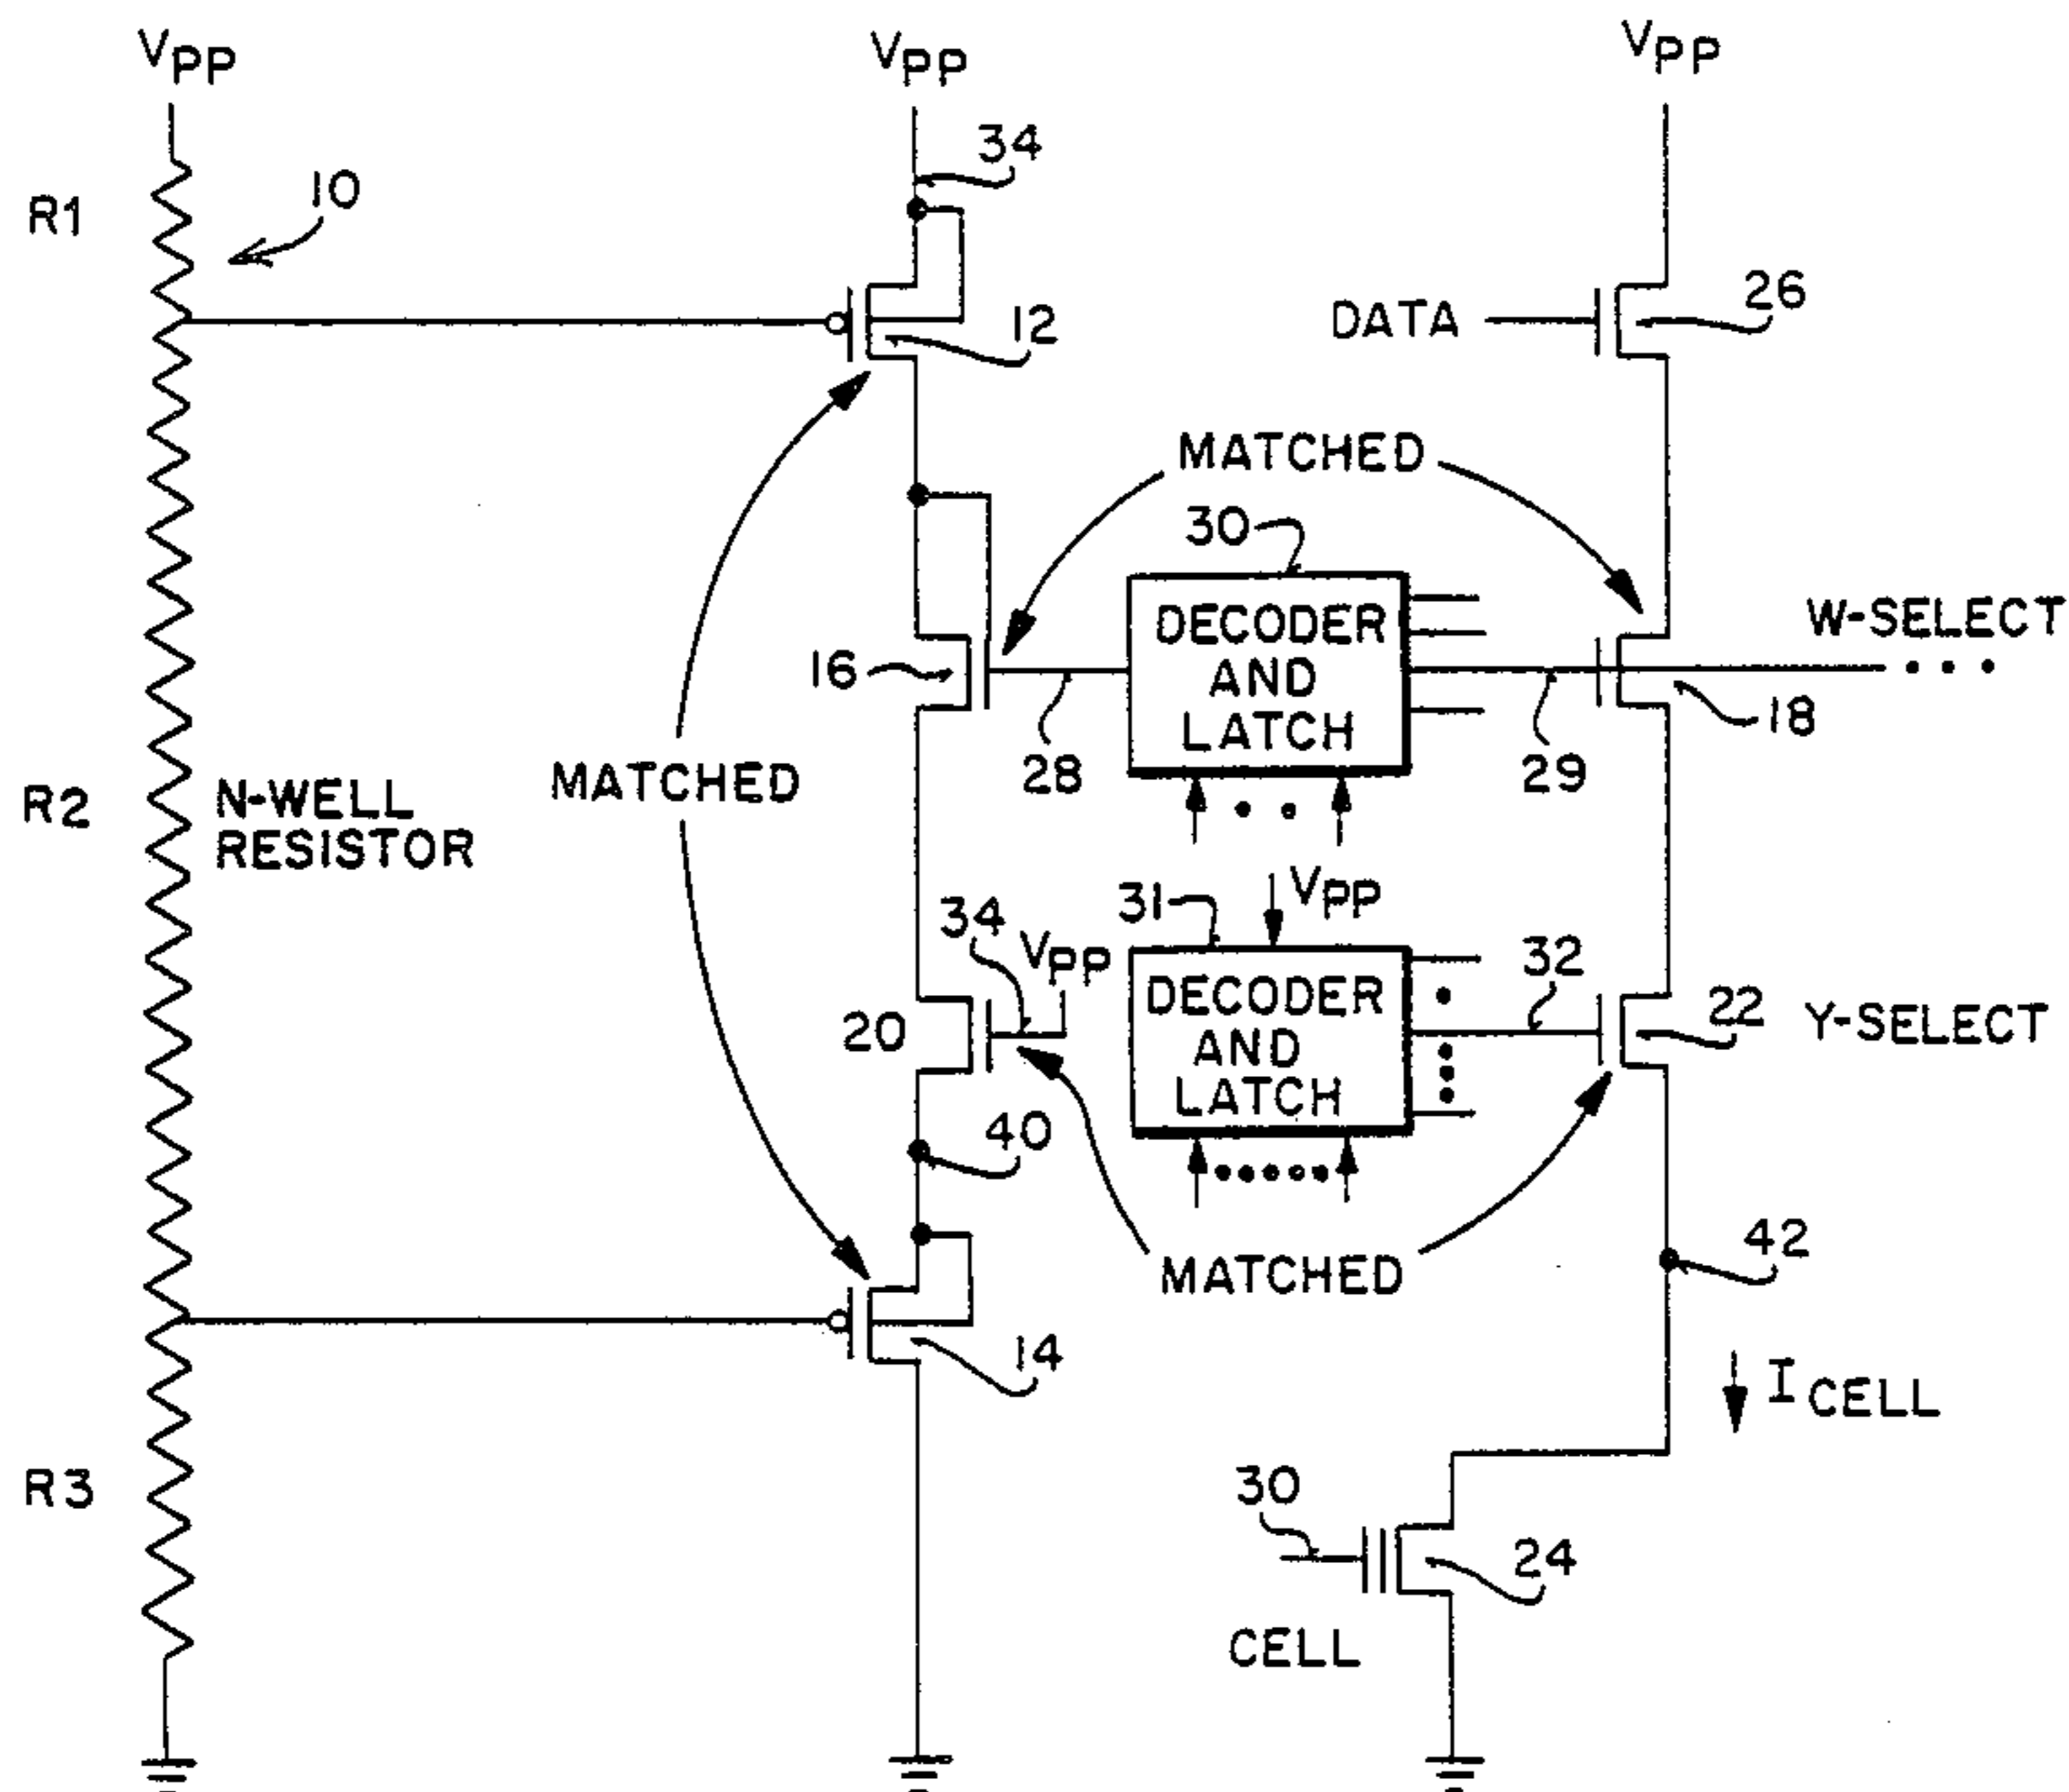 VPP
VPP
VPP
34
R1
10
12
DATA
26
MATCHED
30
DECODER
AND
LATCH
W-SELECT
16
28
29
18
MATCHED
R2
N-WELL
RESISTOR
31
VPP
34
VPP
DECODER
AND
LATCH
32
22
Y-SELECT
20
40
MATCHED
42
14
ICELL
R3
30
24
CELL